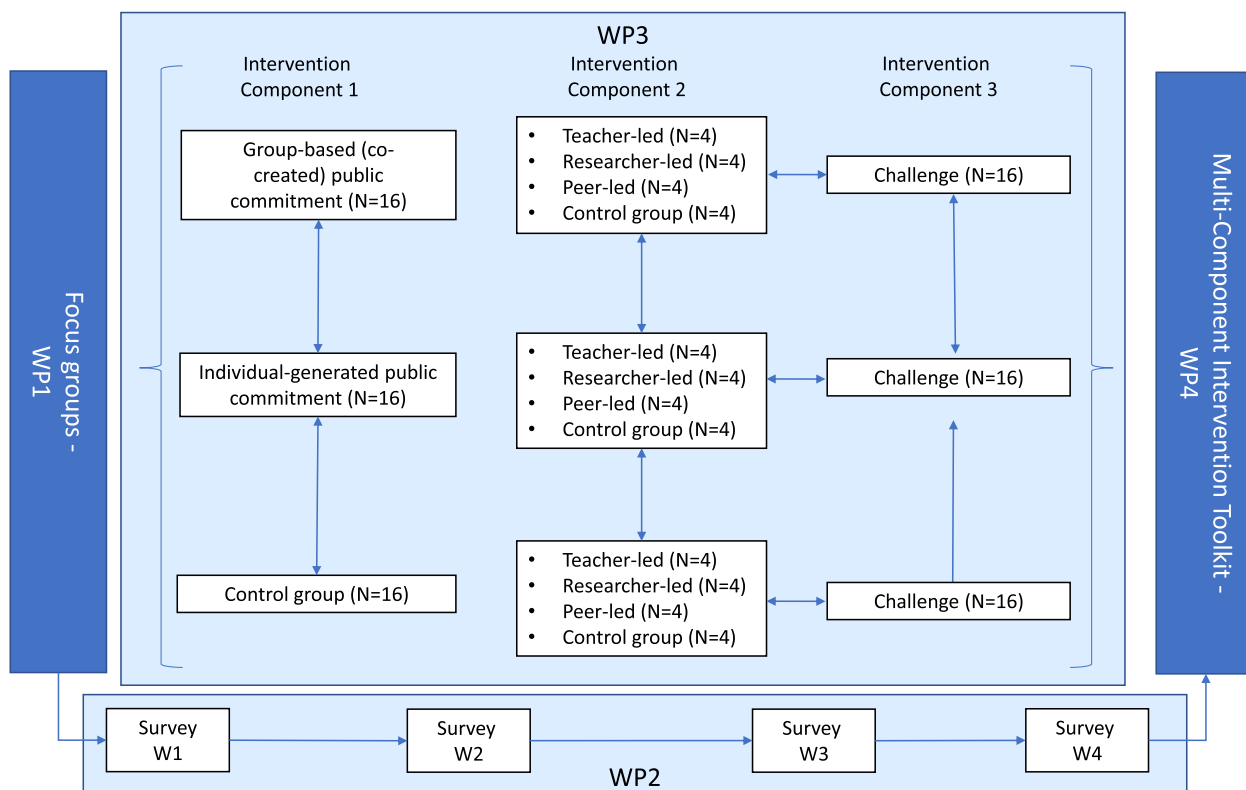 WP3
Intervention
Component 1
Intervention
Component 2
Intervention
Component 3
Focus groups -
WP1
Group-based (co-
created) public
commitment (N=16)
• Teacher-led (N=4)
• Researcher-led (N=4)
• Peer-led (N=4)
• Control group (N=4)
Challenge (N=16)
Individual-generated public
commitment (N=16)
• Teacher-led (N=4)
• Researcher-led (N=4)
• Peer-led (N=4)
• Control group (N=4)
Challenge (N=16)
Control group (N=16)
• Teacher-led (N=4)
• Researcher-led (N=4)
• Peer-led (N=4)
• Control group (N=4)
Challenge (N=16)
Multi-Component Intervention Toolkit -
WP4
Survey
W1
Survey
W2
Survey
W3
Survey
W4
WP2